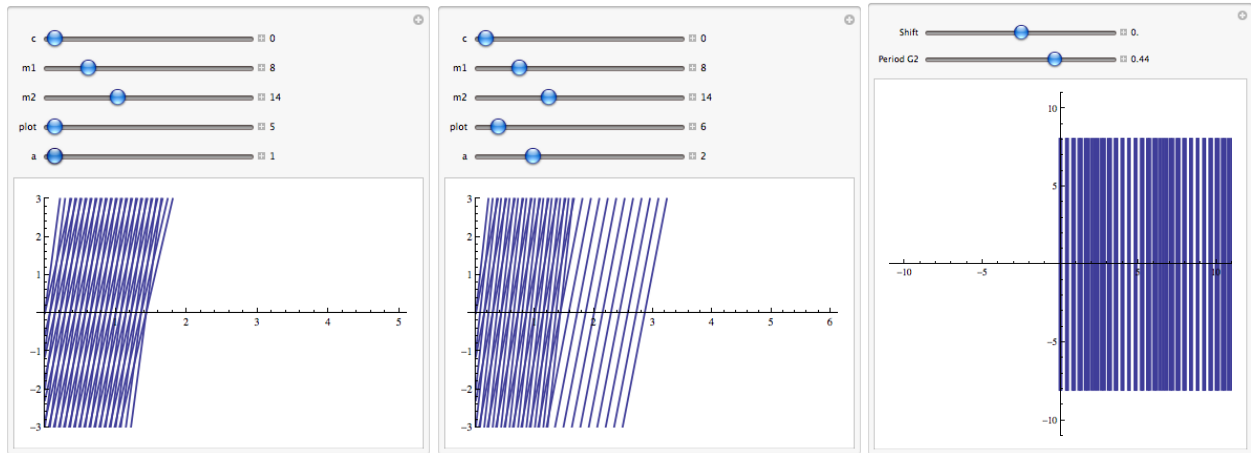 c 0
m1 8
m2 14
plot 5
a 1
3
2
1
1 2 3 4 5
-1
-2
-3
c 0
m1 8
m2 14
plot 6
a 2
3
2
1
1 2 3 4 5 6
-1
-2
-3
Shift 0.
Period G2 0.44
10
5
-10 -5 5 10
-5
-10